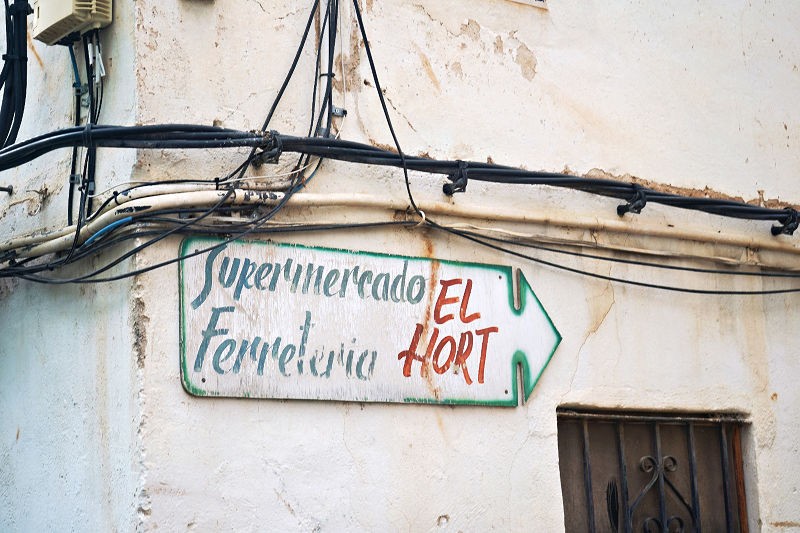 Supermercado
Ferreteria
EL
HORT